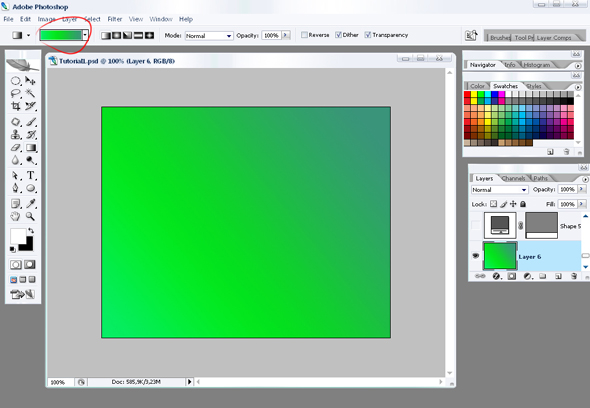 Adobe Photoshop
File Edit Image Layer Select Filter View Window Help
Mode: Normal Opacity: 100% Reverse Dither Transparency
Brushes Tool Pr Layer Comps
Tutorial1.psd @ 100% (Layer 6, RGB/8)
Navigator Info Histogram
Color Swatches Styles
T
Layers Channels Paths
Normal Opacity: 100%
Lock: Fill: 100%
Shape 5
Layer 6
100% Doc: 585,9K/3,23M